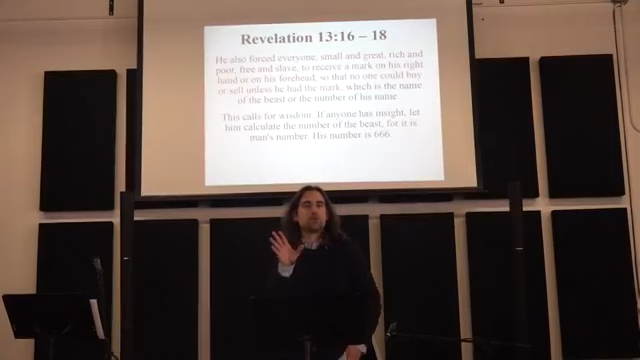 Revelation 13:16 – 18
He also forced everyone, small and great, rich and
poor, free and slave, to receive a mark on his right
hand or on his forehead, so that no one could buy
or sell unless he had the mark, which is the name
of the beast or the number of his name.
This calls for wisdom. If anyone has insight, let
him calculate the number of the beast, for it is
man's number. His number is 666.